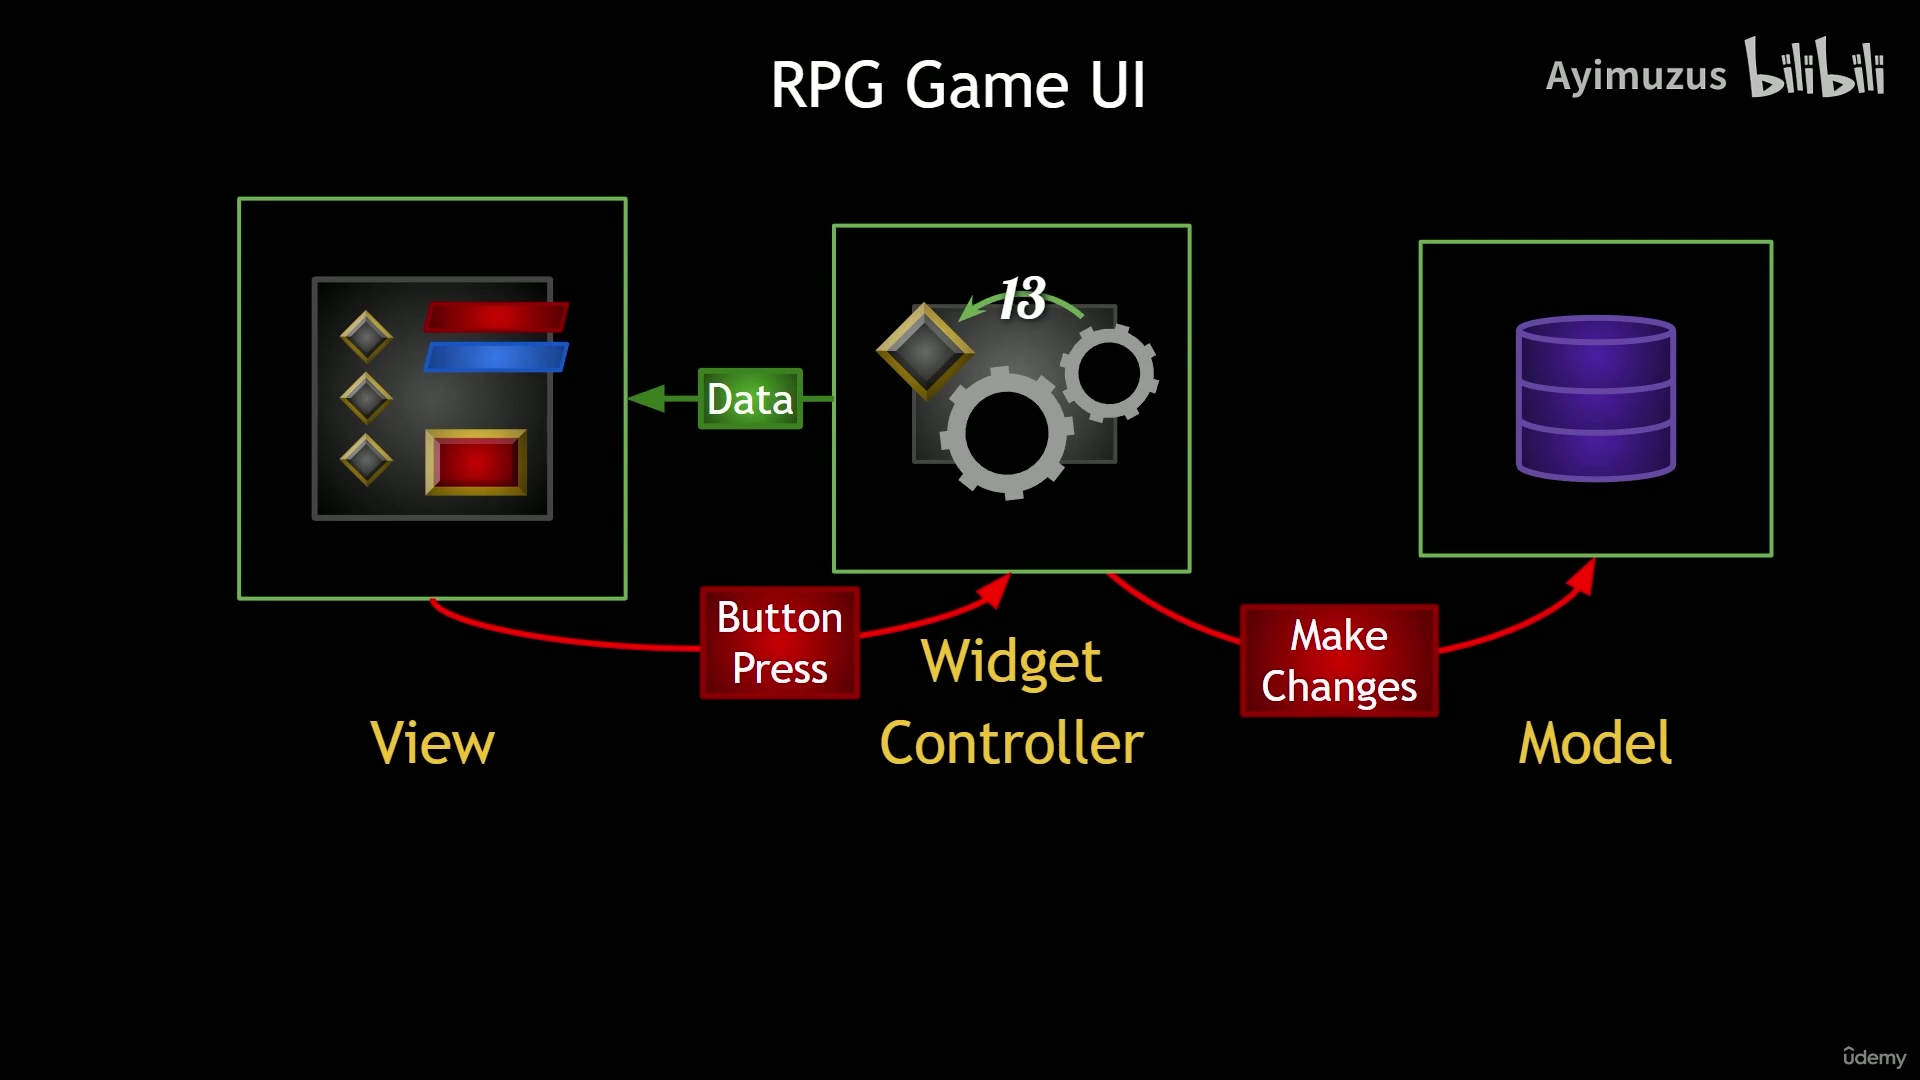 RPG Game UI
Ayimuzus bilibili
13
Data
Button
Press
Widget
Controller
Make
Changes
View
Model
ûdemy